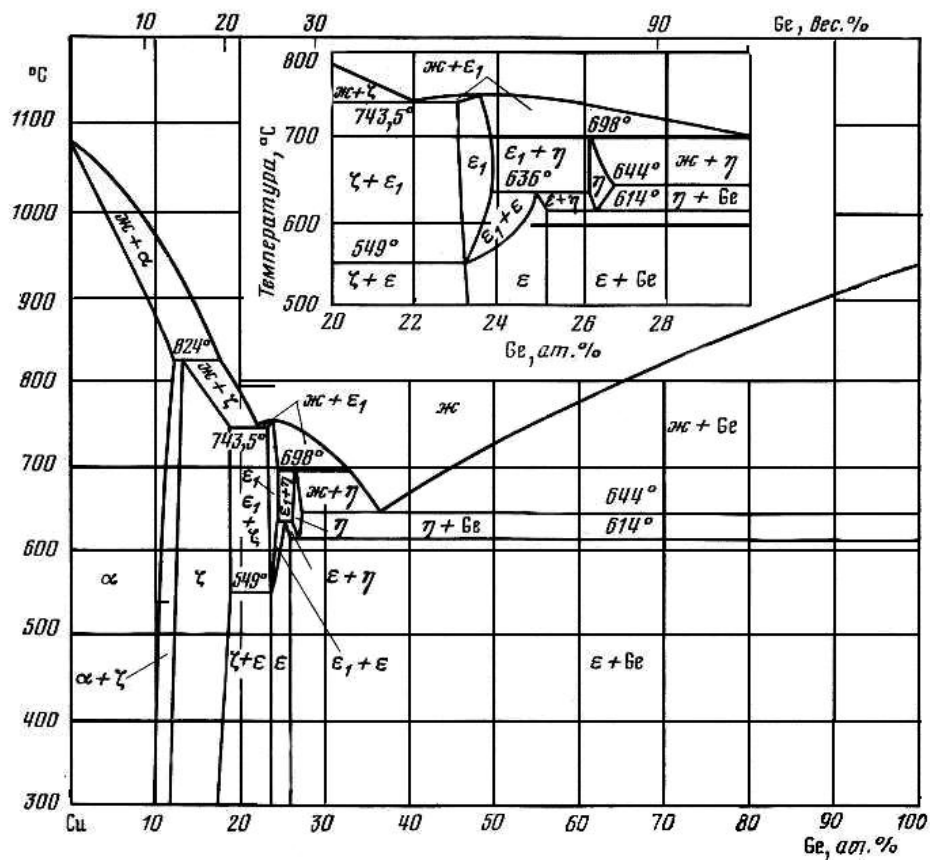 10 20 30 90 Ge, вес.%
°C
1100
1000
900
800
700
600
500
400
300
Cu 10 20 30 40 50 60 70 80 90 100
Ge, ат.%
ж+α
824°
ж+ζ
743,5°
ж+ε₁
ж
ж+Ge
698°
ε₁
ε₁+ζ
ε₁+η
ж+η
644°
η
η+Ge
614°
α
ζ
549°
ε+η
α+ζ
ζ+ε
ε
ε₁+ε
ε+Ge
Температура, °C
800
700
600
500
20 22 24 26 28
Ge, ат.%
ж+ζ
ж+ε₁
743,5°
698°
ζ+ε₁
ε₁
ε₁+η
636°
η
644°
ж+η
614°
η+Ge
ε₁+ε
ε+η
549°
ζ+ε
ε
ε+Ge